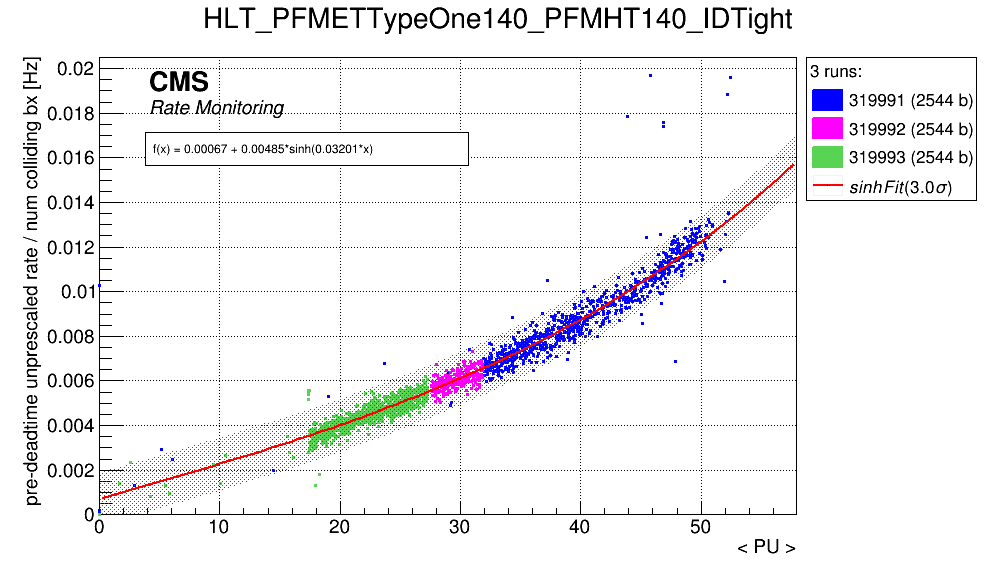 HLT_PFMETTypeOne140_PFMHT140_IDTight
pre-deadtime unprescaled rate / num colliding bx [Hz]
0.02
0.018
0.016
0.014
0.012
0.01
0.008
0.006
0.004
0.002
0
CMS
Rate Monitoring
f(x) = 0.00067 + 0.00485*sinh(0.03201*x)
0 10 20 30 40 50
< PU >
3 runs:
319991 (2544 b)
319992 (2544 b)
319993 (2544 b)
sinhFit(3.0σ)